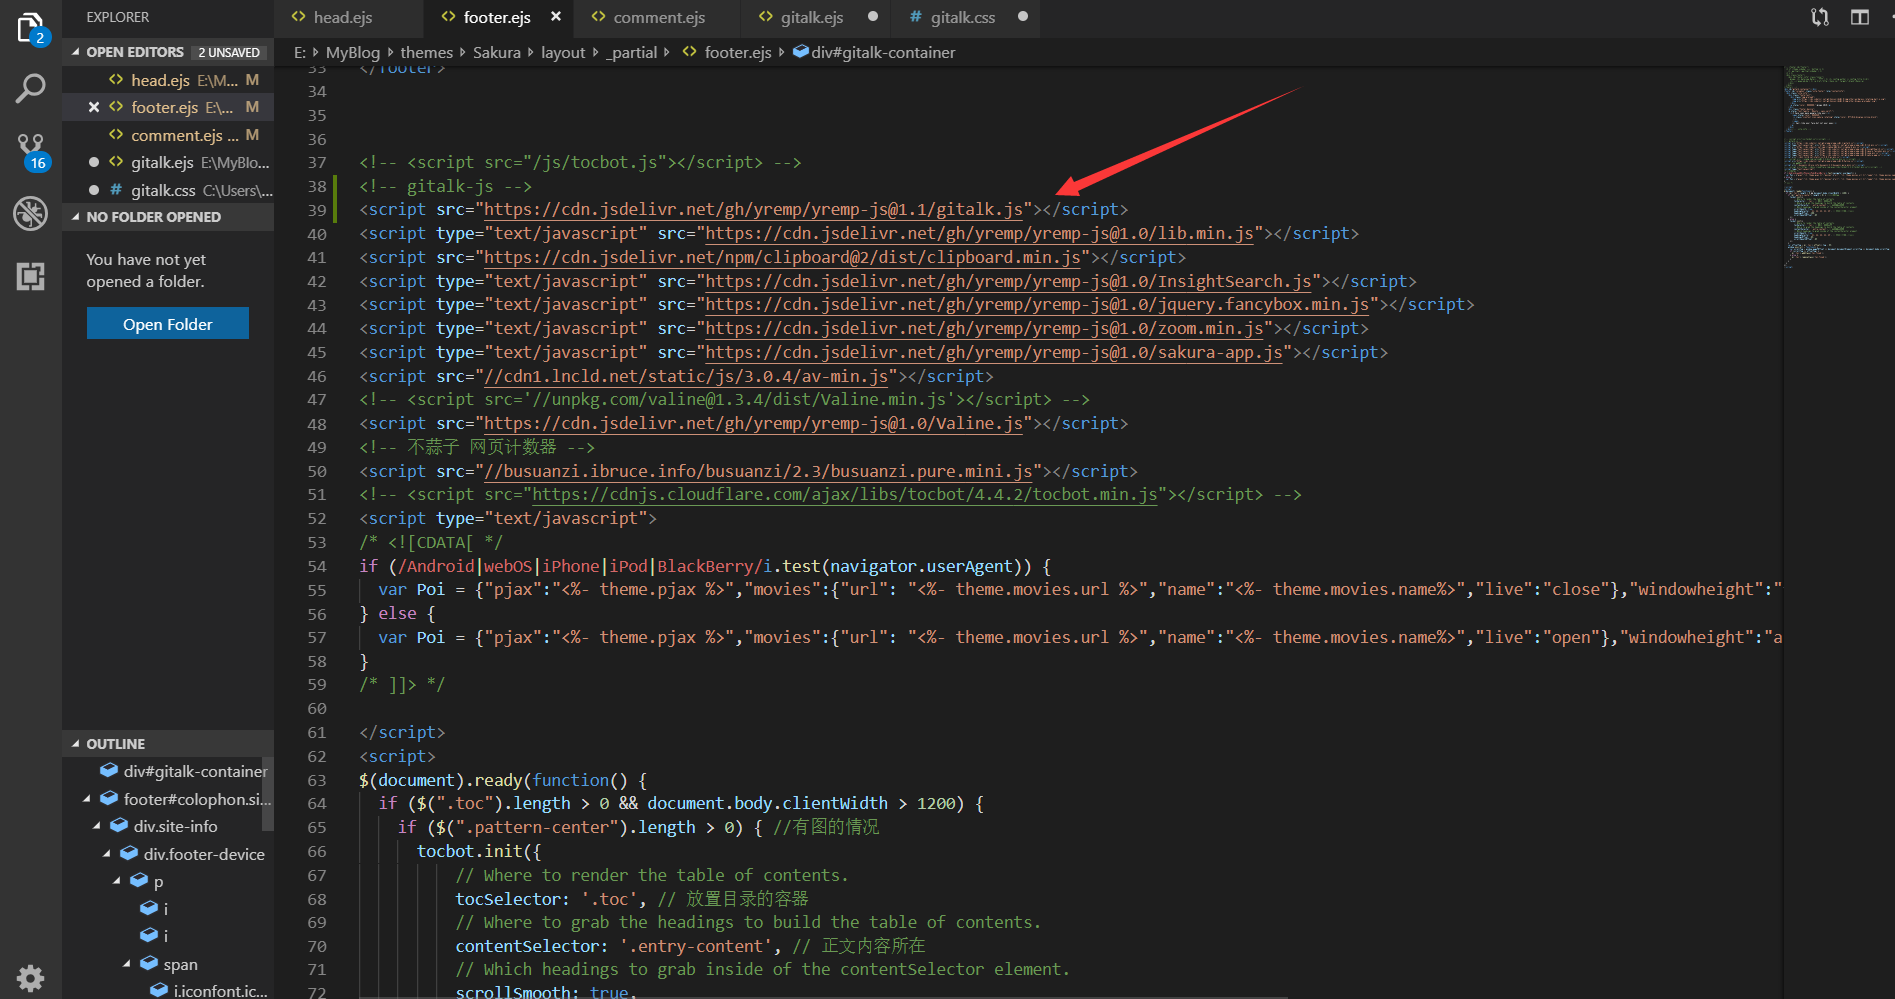 EXPLORER
OPEN EDITORS 2 UNSAVED
head.ejs E:\M... M
footer.ejs E:\... M
comment.ejs ... M
gitalk.ejs E:\MyBlo...
gitalk.css C:\Users\...
NO FOLDER OPENED
You have not yet
opened a folder.
Open Folder
OUTLINE
div#gitalk-container
footer#colophon.si...
div.site-info
div.footer-device
p
i
i
span
i.iconfont.ic...
2
16
head.ejs
footer.ejs
comment.ejs
gitalk.ejs
gitalk.css
E: MyBlog themes Sakura layout _partial footer.ejs div#gitalk-container
33 </footer>
34
35
36
37 <!-- <script src="/js/tocbot.js"></script> -->
38 <!-- gitalk-js -->
39 <script src="https://cdn.jsdelivr.net/gh/yremp/yremp-js@1.1/gitalk.js"></script>
40 <script type="text/javascript" src="https://cdn.jsdelivr.net/gh/yremp/yremp-js@1.0/lib.min.js"></script>
41 <script src="https://cdn.jsdelivr.net/npm/clipboard@2/dist/clipboard.min.js"></script>
42 <script type="text/javascript" src="https://cdn.jsdelivr.net/gh/yremp/yremp-js@1.0/InsightSearch.js"></script>
43 <script type="text/javascript" src="https://cdn.jsdelivr.net/gh/yremp/yremp-js@1.0/jquery.fancybox.min.js"></script>
44 <script type="text/javascript" src="https://cdn.jsdelivr.net/gh/yremp/yremp-js@1.0/zoom.min.js"></script>
45 <script type="text/javascript" src="https://cdn.jsdelivr.net/gh/yremp/yremp-js@1.0/sakura-app.js"></script>
46 <script src="//cdn1.lncld.net/static/js/3.0.4/av-min.js"></script>
47 <!-- <script src='//unpkg.com/valine@1.3.4/dist/Valine.min.js'></script> -->
48 <script src="https://cdn.jsdelivr.net/gh/yremp/yremp-js@1.0/Valine.js"></script>
49 <!-- 不蒜子 网页计数器 -->
50 <script src="//busuanzi.ibruce.info/busuanzi/2.3/busuanzi.pure.mini.js"></script>
51 <!-- <script src="https://cdnjs.cloudflare.com/ajax/libs/tocbot/4.4.2/tocbot.min.js"></script> -->
52 <script type="text/javascript">
53 /* <![CDATA[ */
54 if (/Android|webOS|iPhone|iPod|BlackBerry/i.test(navigator.userAgent)) {
55 var Poi = {"pjax":"<%- theme.pjax %>","movies":{"url": "<%- theme.movies.url %>","name":"<%- theme.movies.name%>","live":"close"},"windowheight":"
56 } else {
57 var Poi = {"pjax":"<%- theme.pjax %>","movies":{"url": "<%- theme.movies.url %>","name":"<%- theme.movies.name%>","live":"open"},"windowheight":"a
58 }
59 /* ]]> */
60
61 </script>
62 <script>
63 $(document).ready(function() {
64 if ($(".toc").length > 0 && document.body.clientWidth > 1200) {
65 if ($(".pattern-center").length > 0) { //有图的情况
66 tocbot.init({
67 // Where to render the table of contents.
68 tocSelector: '.toc', // 放置目录的容器
69 // Where to grab the headings to build the table of contents.
70 contentSelector: '.entry-content', // 正文内容所在
71 // Which headings to grab inside of the contentSelector element.
72 scrollSmooth: true,